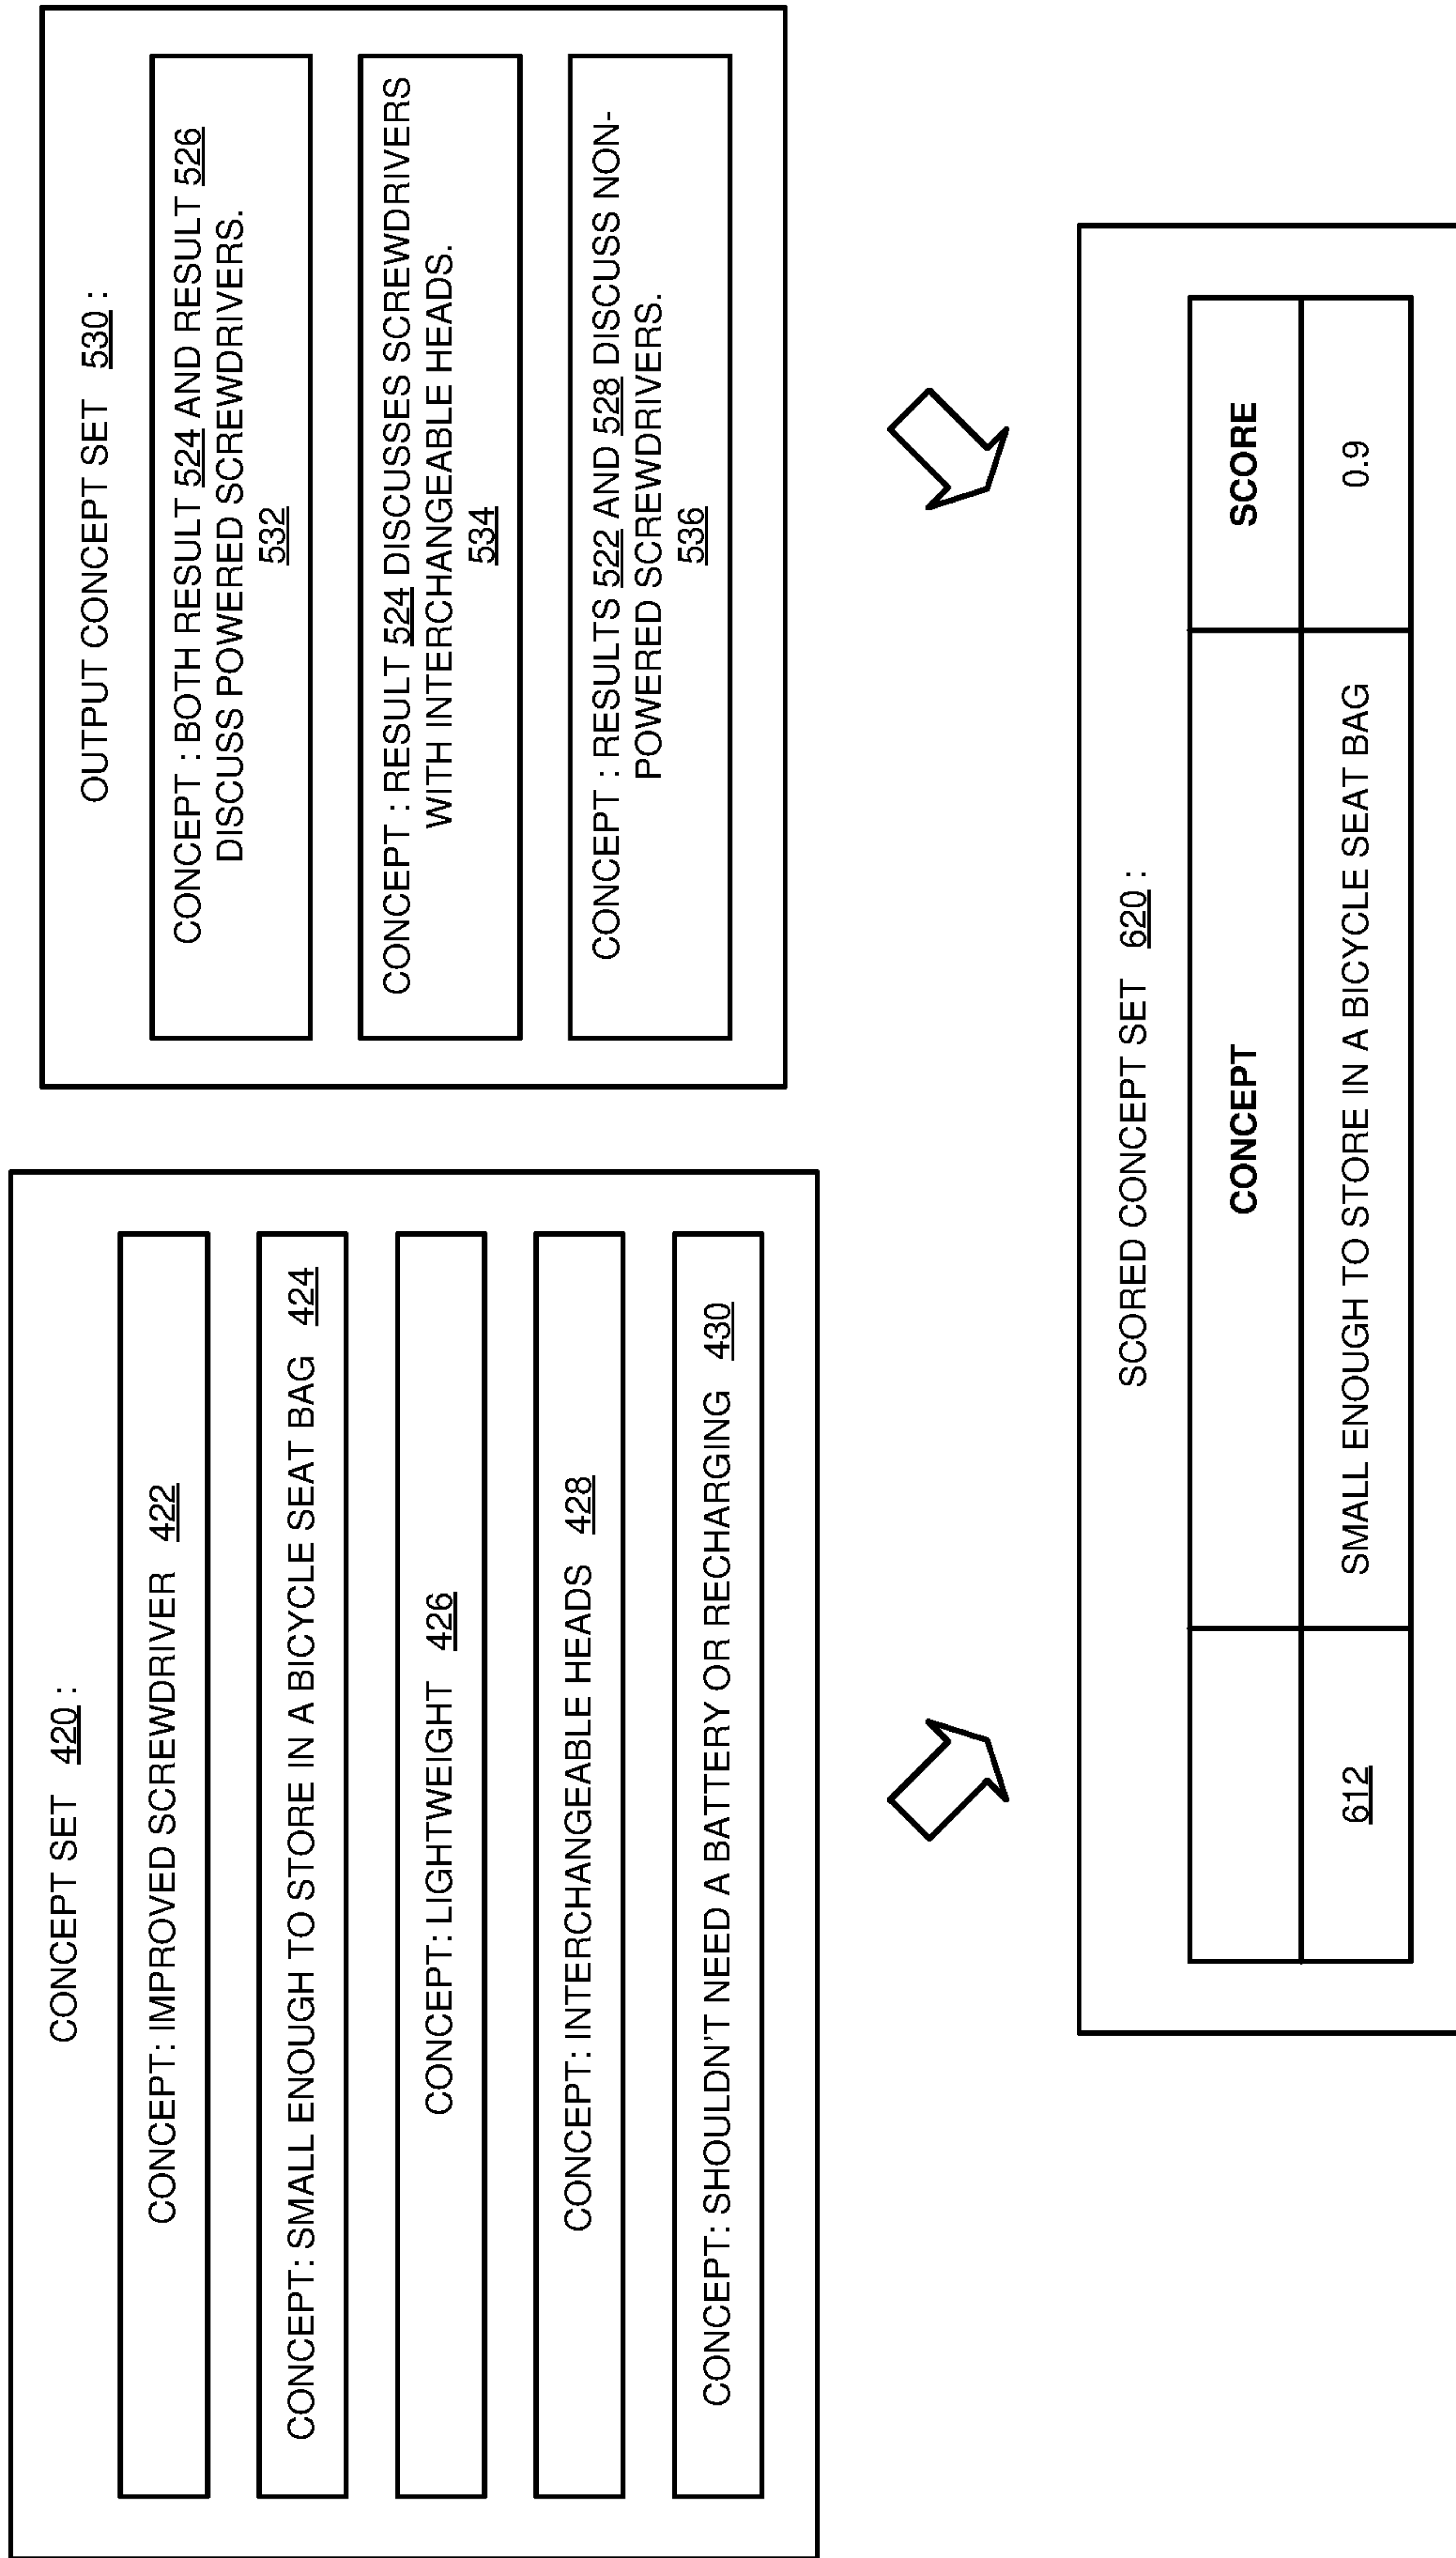 CONCEPT SET 420 :
CONCEPT: IMPROVED SCREWDRIVER 422
CONCEPT: SMALL ENOUGH TO STORE IN A BICYCLE SEAT BAG 424
CONCEPT: LIGHTWEIGHT 426
CONCEPT: INTERCHANGEABLE HEADS 428
CONCEPT: SHOULDN'T NEED A BATTERY OR RECHARGING 430
OUTPUT CONCEPT SET 530 :
CONCEPT : BOTH RESULT 524 AND RESULT 526
DISCUSS POWERED SCREWDRIVERS.
532
CONCEPT : RESULT 524 DISCUSSES SCREWDRIVERS
WITH INTERCHANGEABLE HEADS.
534
CONCEPT : RESULTS 522 AND 528 DISCUSS NON-
POWERED SCREWDRIVERS.
536
SCORED CONCEPT SET 620 :
CONCEPT SCORE
612 SMALL ENOUGH TO STORE IN A BICYCLE SEAT BAG 0.9